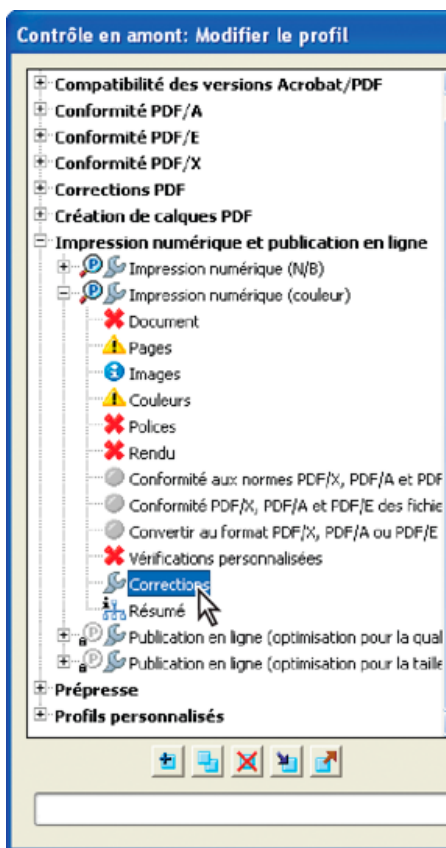 Contrôle en amont: Modifier le profil
Compatibilité des versions Acrobat/PDF
Conformité PDF/A
Conformité PDF/E
Conformité PDF/X
Corrections PDF
Création de calques PDF
Impression numérique et publication en ligne
Impression numérique (N/B)
Impression numérique (couleur)
Document
Pages
Images
Couleurs
Polices
Rendu
Conformité aux normes PDF/X, PDF/A et PDF
Conformité PDF/X, PDF/A et PDF/E des fichie
Convertir au format PDF/X, PDF/A ou PDF/E
Vérifications personnalisées
Corrections
Résumé
Publication en ligne (optimisation pour la qual
Publication en ligne (optimisation pour la taille
Prépresse
Profils personnalisés